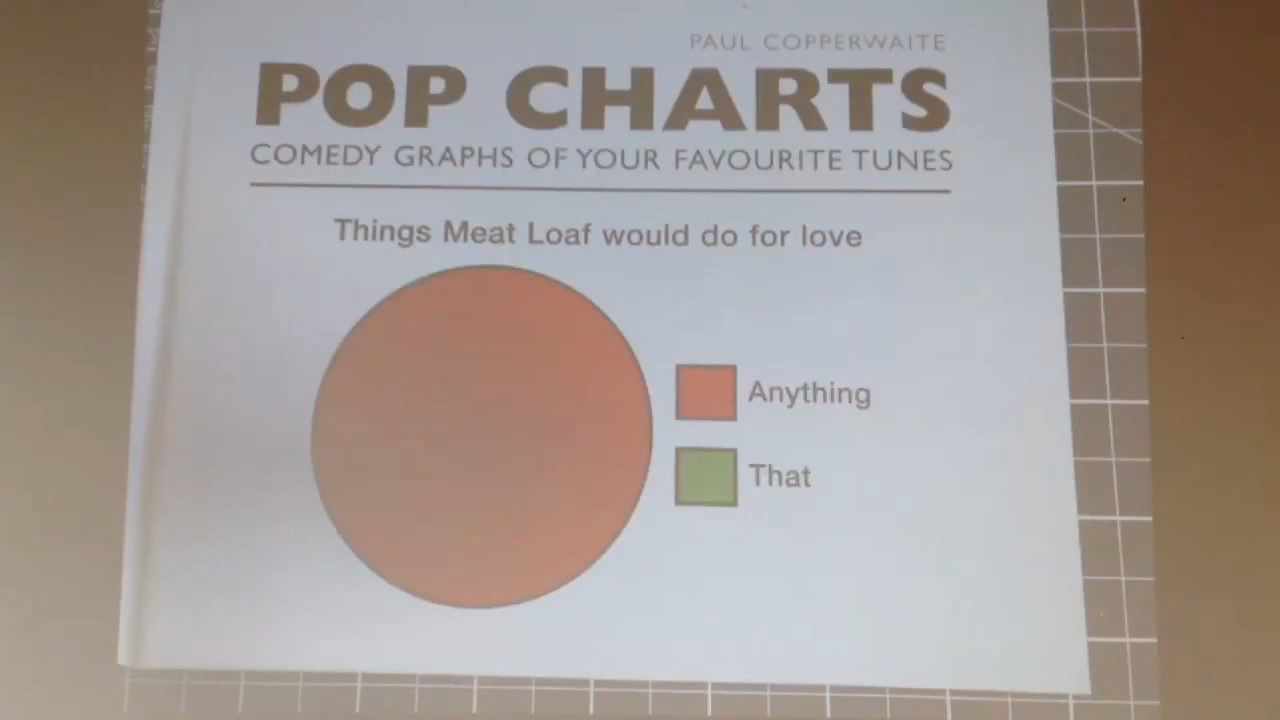 PAUL COPPERWAITE
POP CHARTS
COMEDY GRAPHS OF YOUR FAVOURITE TUNES
Things Meat Loaf would do for love
Anything
That